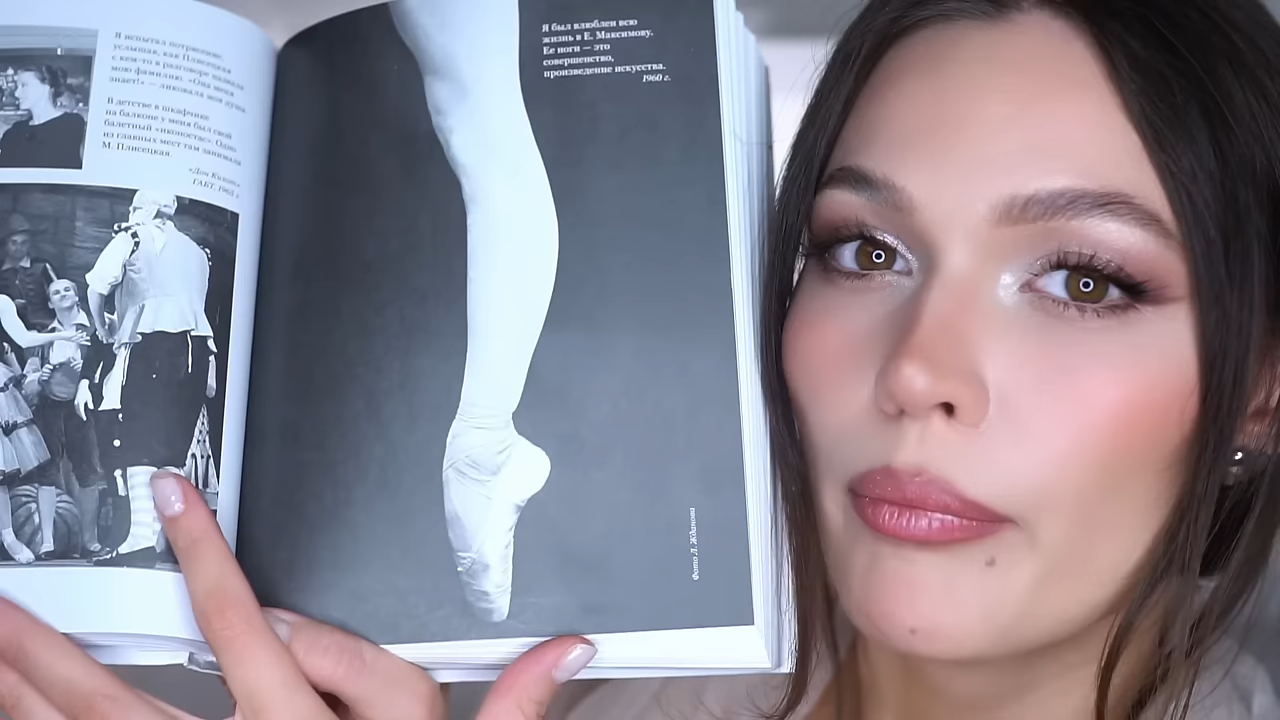 Я испытал потрясение,
услышав, как Плисецкая
с кем-то в разговоре назвала
мою фамилию. «Она меня
знает!» — ликовала моя душа.
В детстве в шкафчике
на балконе у меня был свой
балетный «иконостас». Одно
из главных мест там занимала
М. Плисецкая.
«Дон Кихот»
ГАБТ, 1963 г.
Я был влюблен всю
жизнь в Е. Максимову.
Ее ноги — это
совершенство,
произведение искусства.
1960 г.
Фото Л. Жданова